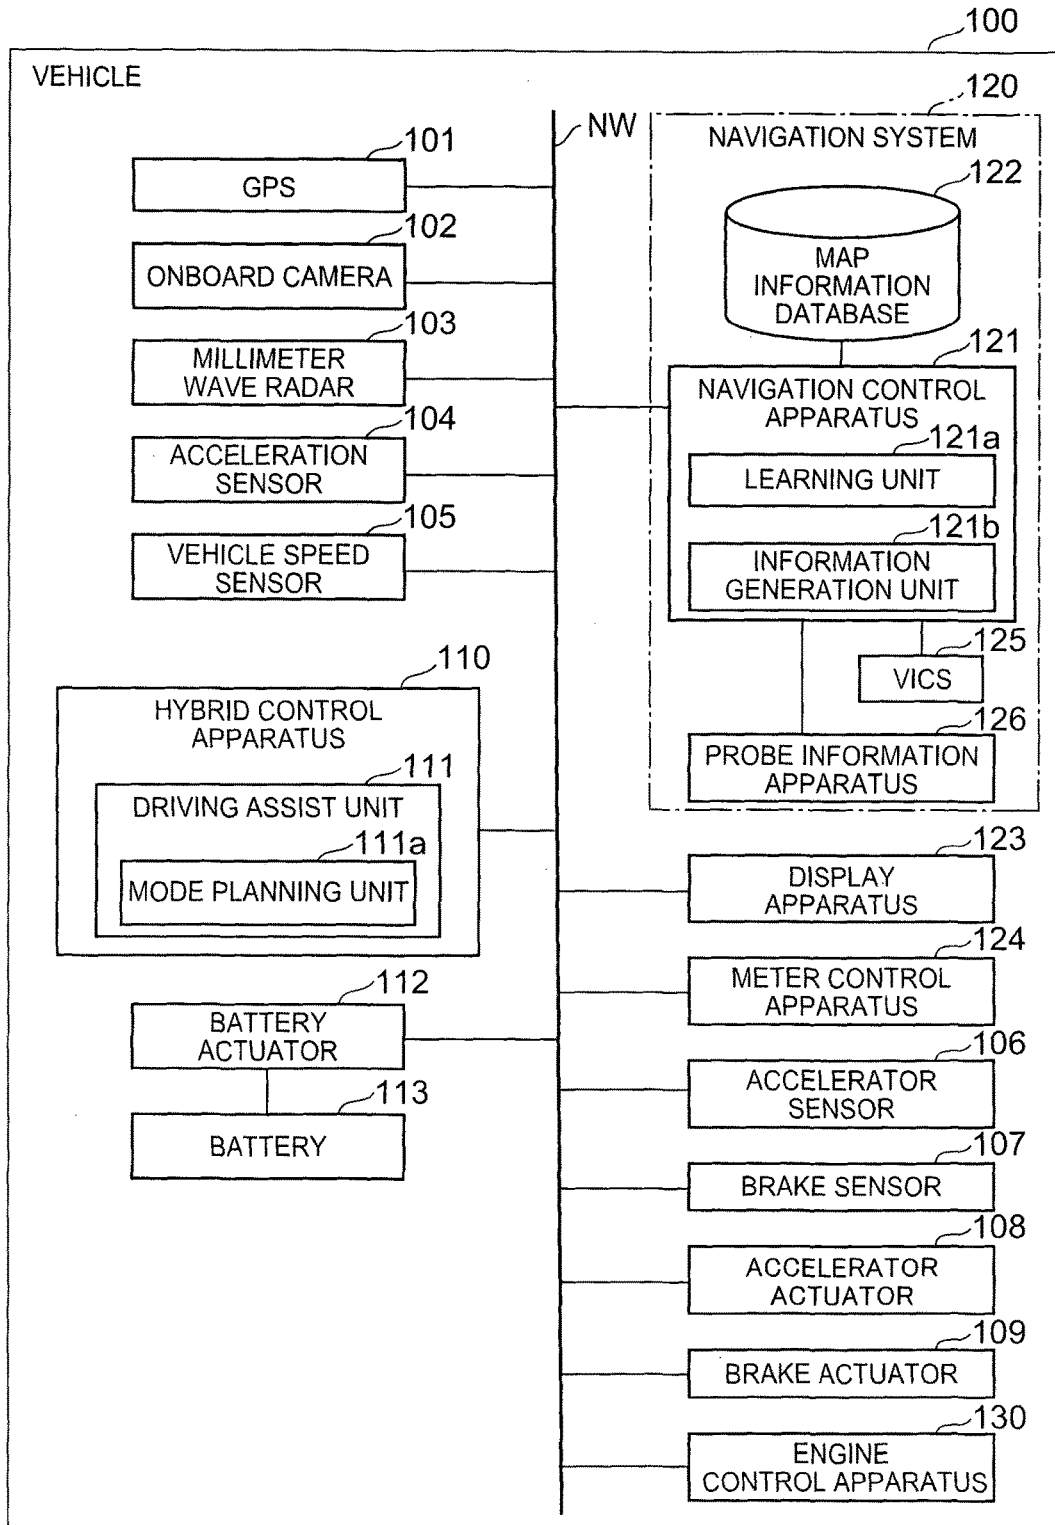 100
VEHICLE
NW
101
GPS
102
ONBOARD CAMERA
103
MILLIMETER
WAVE RADAR
104
ACCELERATION
SENSOR
105
VEHICLE SPEED
SENSOR
110
HYBRID CONTROL
APPARATUS
111
DRIVING ASSIST UNIT
111a
MODE PLANNING UNIT
112
BATTERY
ACTUATOR
113
BATTERY
120
NAVIGATION SYSTEM
122
MAP
INFORMATION
DATABASE
121
NAVIGATION CONTROL
APPARATUS
121a
LEARNING UNIT
121b
INFORMATION
GENERATION UNIT
125
VICS
126
PROBE INFORMATION
APPARATUS
123
DISPLAY
APPARATUS
124
METER CONTROL
APPARATUS
106
ACCELERATOR
SENSOR
107
BRAKE SENSOR
108
ACCELERATOR
ACTUATOR
109
BRAKE ACTUATOR
130
ENGINE
CONTROL APPARATUS